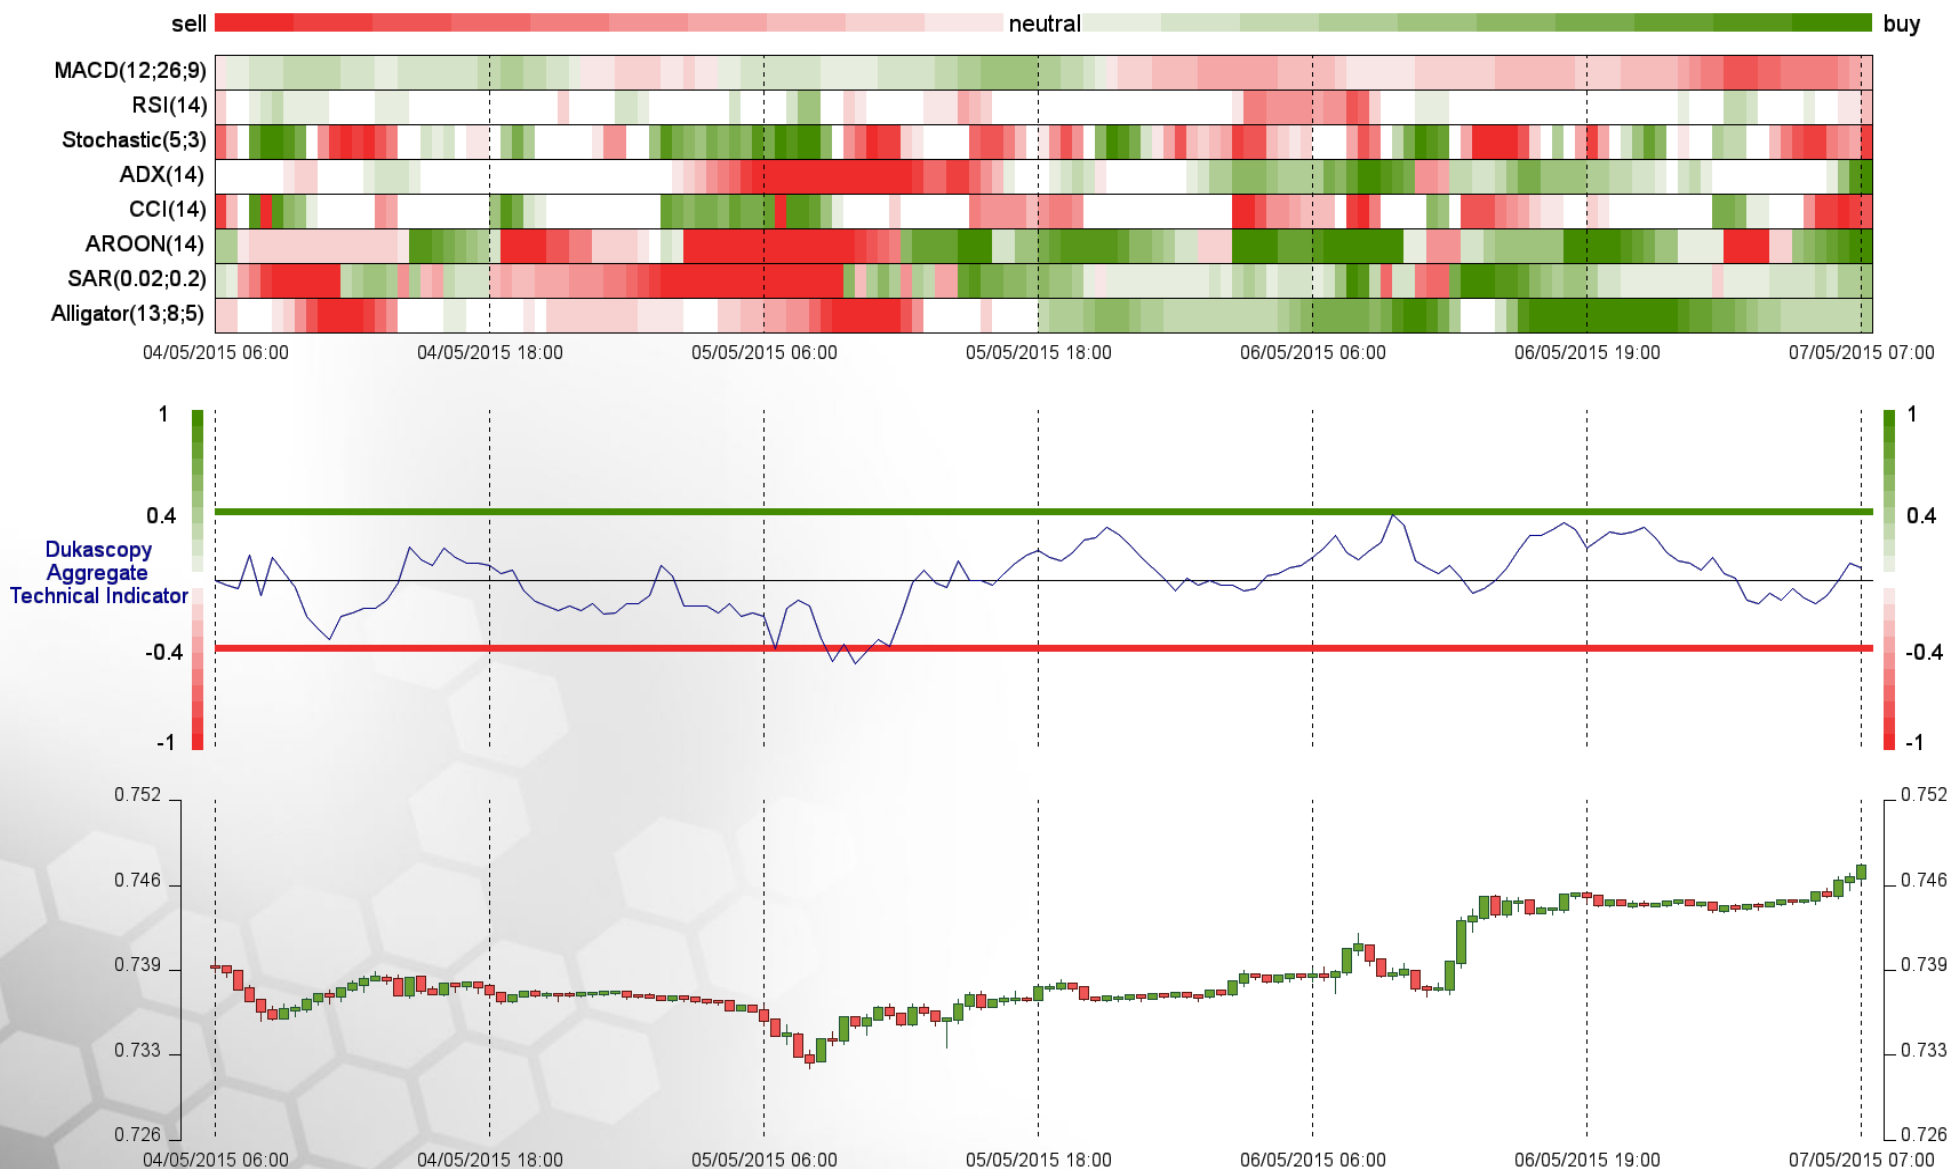 sell neutral buy
MACD(12;26;9)
RSI(14)
Stochastic(5;3)
ADX(14)
CCI(14)
AROON(14)
SAR(0.02;0.2)
Alligator(13;8;5)
04/05/2015 06:00 04/05/2015 18:00 05/05/2015 06:00 05/05/2015 18:00 06/05/2015 06:00 06/05/2015 19:00 07/05/2015 07:00
1 1
0.4 0.4
Dukascopy
Aggregate
Technical Indicator
-0.4 -0.4
-1 -1
0.752 0.752
0.746 0.746
0.739 0.739
0.733 0.733
0.726 0.726
04/05/2015 06:00 04/05/2015 18:00 05/05/2015 06:00 05/05/2015 18:00 06/05/2015 06:00 06/05/2015 19:00 07/05/2015 07:00